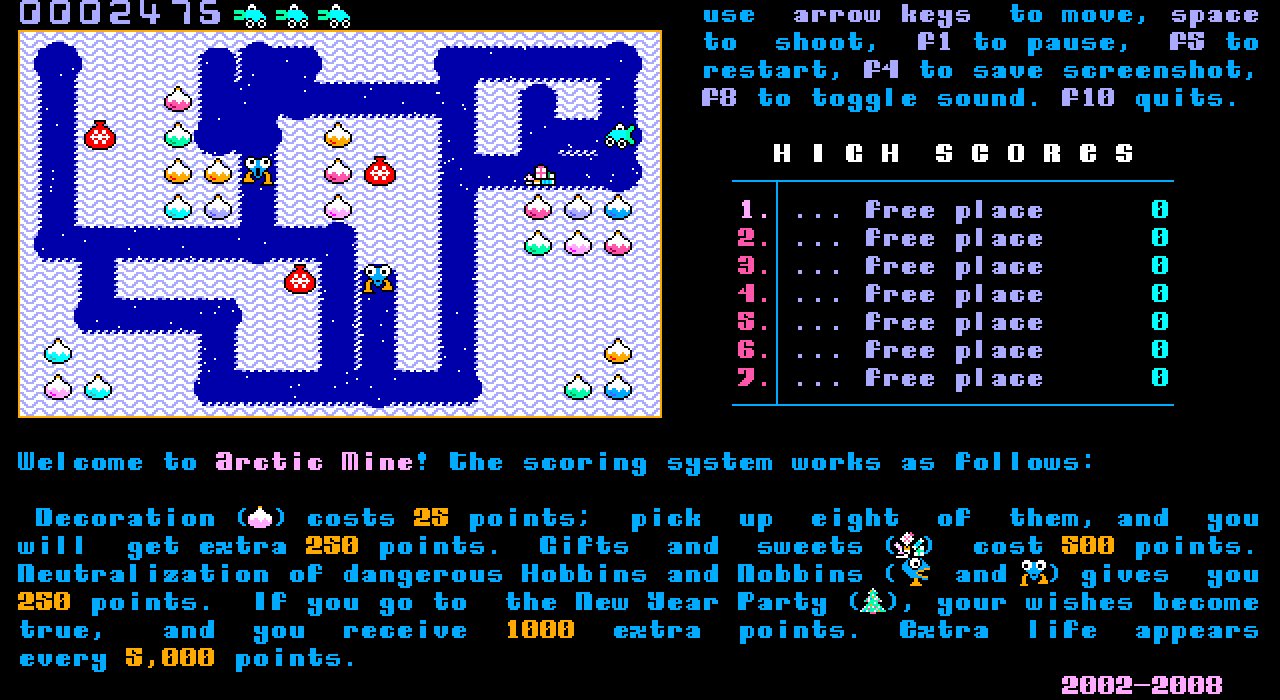 0002475
use arrow keys to move, space
to shoot, F1 to pause, F5 to
restart, F4 to save screenshot,
F8 to toggle sound. F10 quits.
HIGH SCORES
1. ... Free place 0
2. ... Free place 0
3. ... Free place 0
4. ... Free place 0
5. ... Free place 0
6. ... Free place 0
7. ... Free place 0
Welcome to Arctic Mine! The scoring system works as follows:
Decoration ( ) costs 25 points; pick up eight of them, and you
will get extra 250 points. Gifts and sweets ( ) cost 500 points.
Neutralization of dangerous Hobbins and Nobbins ( and ) gives you
250 points. If you go to the New Year Party ( ), your wishes become
true, and you receive 1000 extra points. Extra life appears
every 5,000 points.
2002-2008